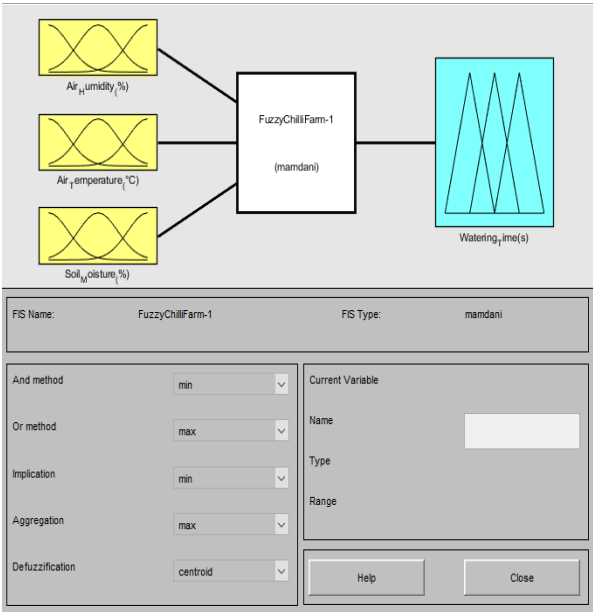 Air_Humidity_(%)
FuzzyChilliFarm-1
(mamdani)
Air_Temperature_(°C)
Watering_Time(s)
Soil_Moisture_(%)
FIS Name: FuzzyChilliFarm-1 FIS Type: mamdani
And method min
Or method max
Implication min
Aggregation max
Defuzzification centroid
Current Variable
Name
Type
Range
Help Close